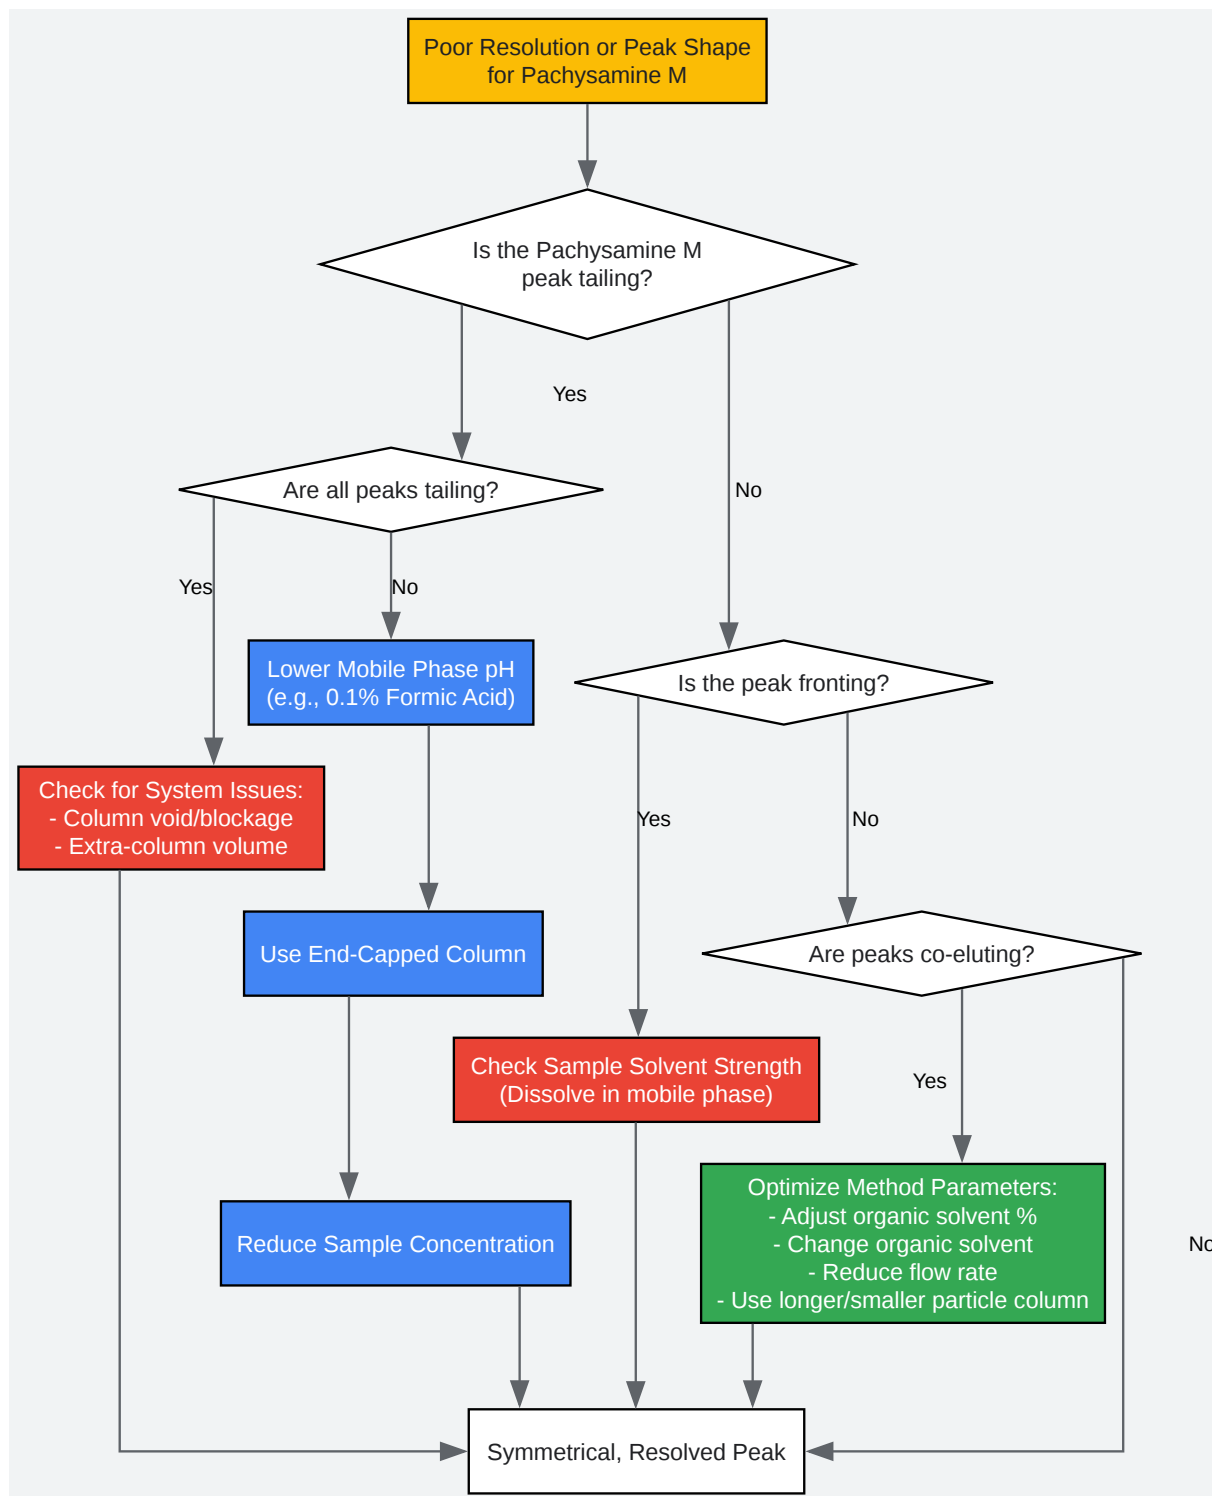 Poor Resolution or Peak Shape
for Pachysamine M
Is the Pachysamine M
peak tailing?
Yes
Are all peaks tailing?
No
Yes
No
Lower Mobile Phase pH
(e.g., 0.1% Formic Acid)
Is the peak fronting?
Check for System Issues:
- Column void/blockage
- Extra-column volume
Yes
No
Use End-Capped Column
Are peaks co-eluting?
Check Sample Solvent Strength
(Dissolve in mobile phase)
Yes
Optimize Method Parameters:
- Adjust organic solvent %
- Change organic solvent
- Reduce flow rate
- Use longer/smaller particle column
Reduce Sample Concentration
No
Symmetrical, Resolved Peak